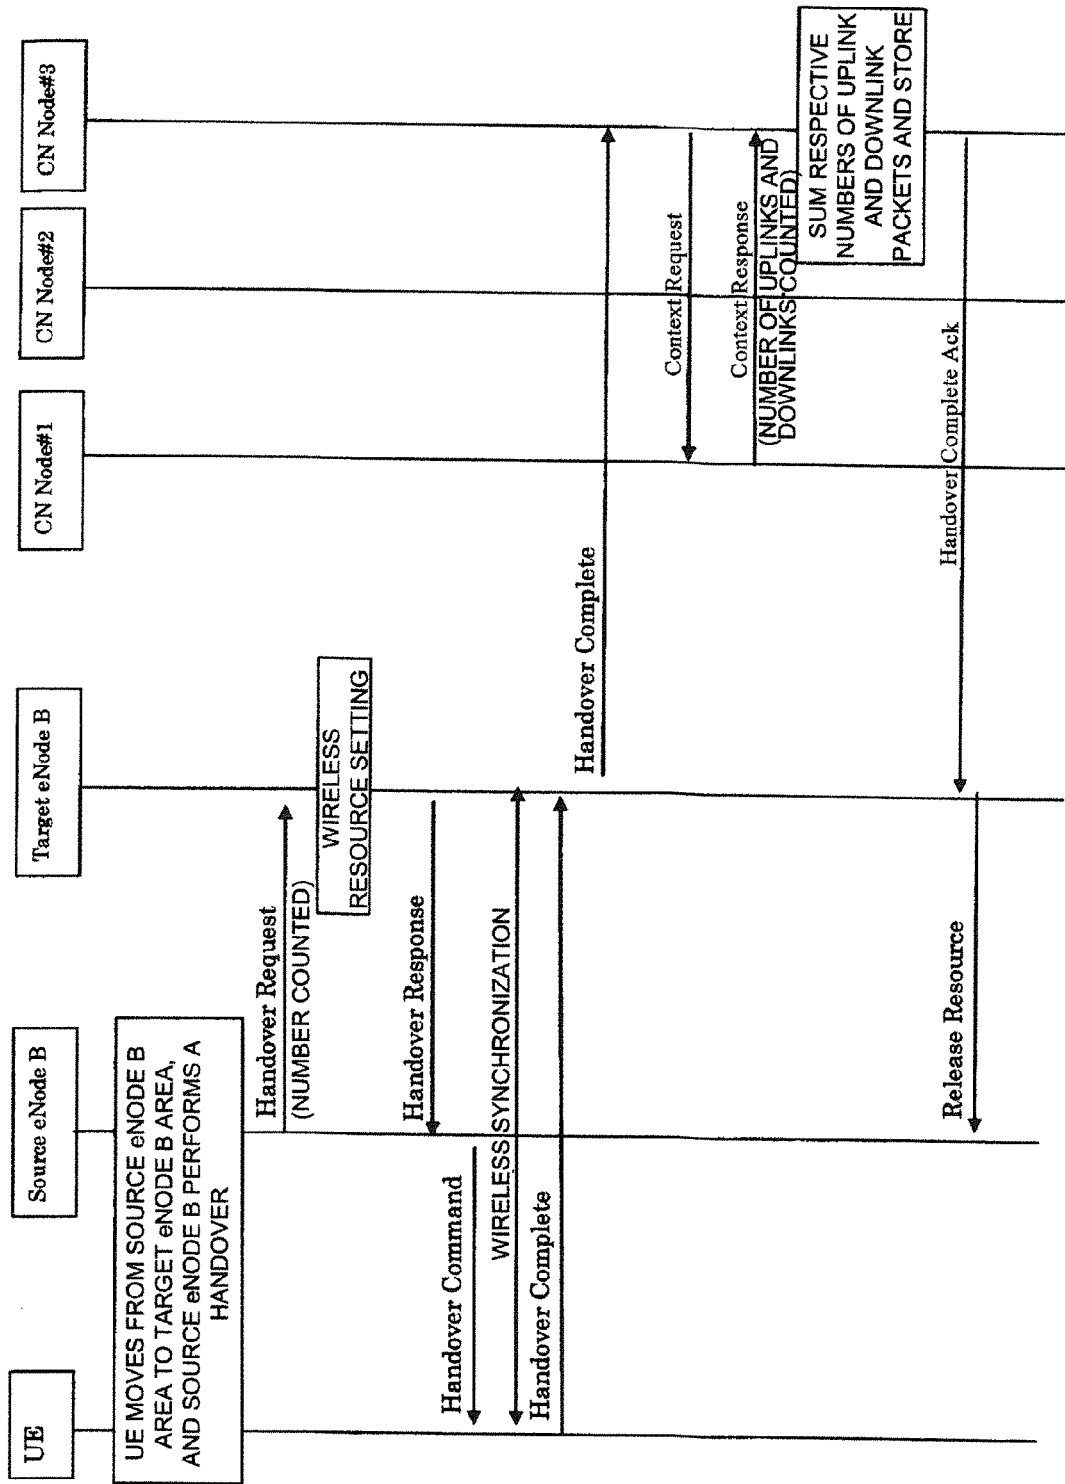 UE
Source eNode B
Target eNode B
CN Node#1
CN Node#2
CN Node#3
UE MOVES FROM SOURCE eNODE B
AREA TO TARGET eNODE B AREA,
AND SOURCE eNODE B PERFORMS A
HANDOVER
Handover Request
(NUMBER COUNTED)
WIRELESS
RESOURCE SETTING
Handover Response
Handover Command
WIRELESS SYNCHRONIZATION
Handover Complete
Handover Complete
Context Request
Context Response
(NUMBER OF UPLINKS AND
DOWNLINKS COUNTED)
SUM RESPECTIVE
NUMBERS OF UPLINK
AND DOWNLINK
PACKETS AND STORE
Handover Complete Ack
Release Resource